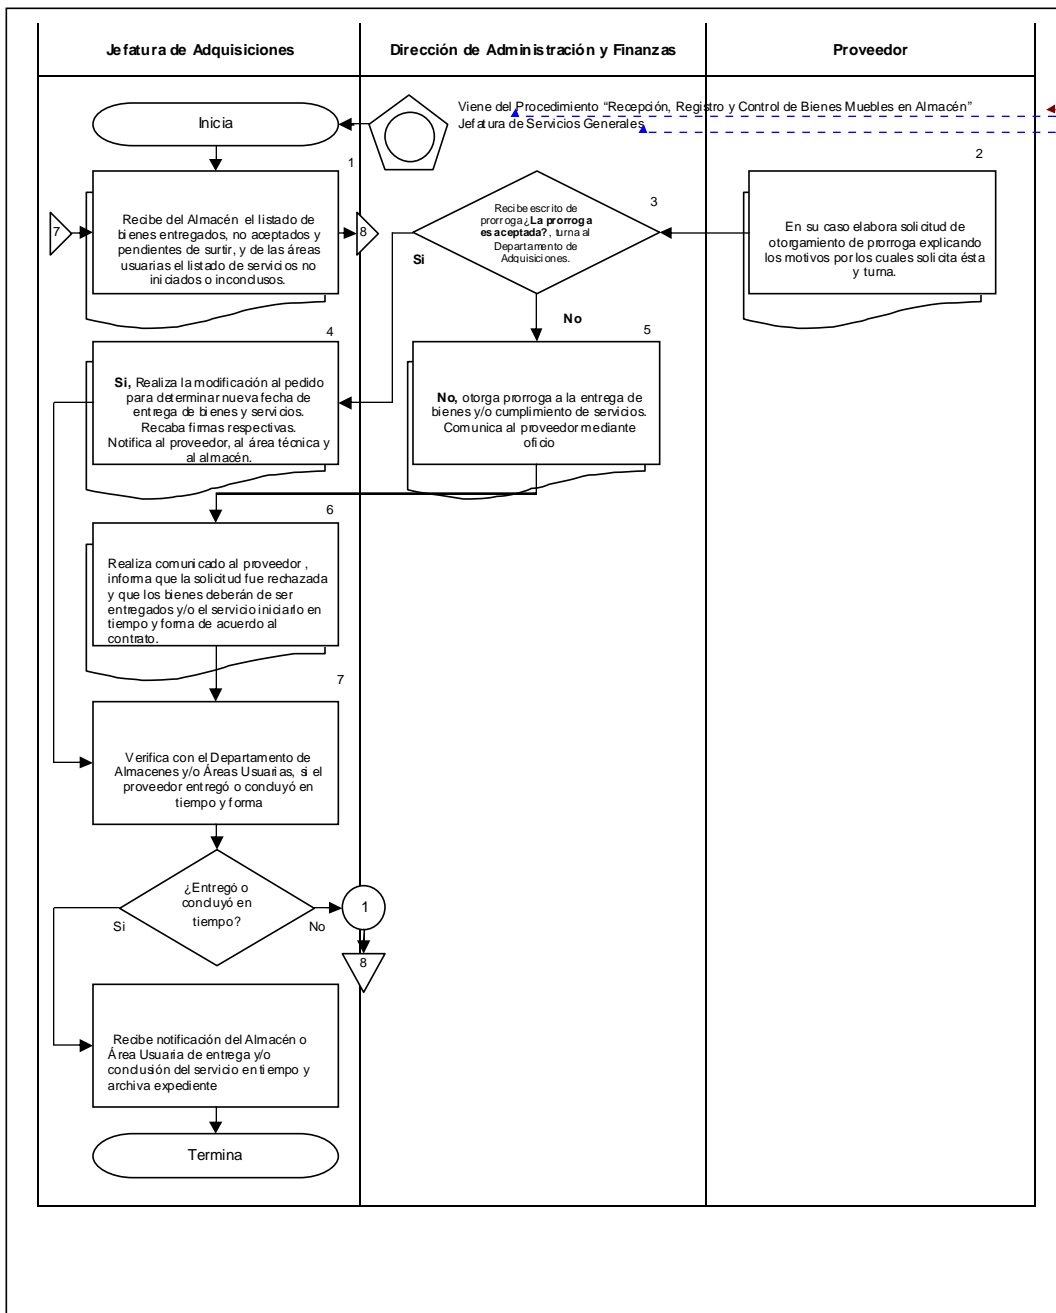 Jefatura de Adquisiciones
Dirección de Administración y Finanzas
Proveedor
Inicia
Viene del Procedimiento "Recepción, Registro y Control de Bienes Muebles en Almacén"
Jefatura de Servicios Generales
1
7
Recibe del Almacén el listado de
bienes entregados, no aceptados y
pendientes de surtir, y de las áreas
usuarias el listado de servicios no
iniciados o inconclusos.
8
3
Recibe escrito de
prorroga ¿La prorroga
es aceptada?, turna al
Departamento de
Adquisiciones.
Si
No
2
En su caso elabora solicitud de
otorgamiento de prorroga explicando
los motivos por los cuales solicita ésta
y turna.
4
Si, Realiza la modificación al pedido
para determinar nueva fecha de
entrega de bienes y servicios.
Recaba firmas respectivas.
Notifica al proveedor, al área técnica y
al almacén.
5
No, otorga prorroga a la entrega de
bienes y/o cumplimiento de servicios.
Comunica al proveedor mediante
oficio
6
Realiza comunicado al proveedor ,
informa que la solicitud fue rechazada
y que los bienes deberán de ser
entregados y/o el servicio iniciarlo en
tiempo y forma de acuerdo al
contrato.
7
Verifica con el Departamento de
Almacenes y/o Áreas Usuarias, si el
proveedor entregó o concluyó en
tiempo y forma
¿Entregó o
concluyó en
tiempo?
Si
No
1
8
Recibe notificación del Almacén o
Área Usuaria de entrega y/o
conclusión del servicio en tiempo y
archiva expediente
Termina